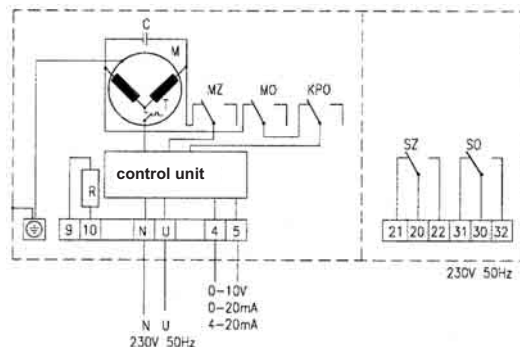 C
M
T
MZ MO KPO
control unit
R
SZ SO
9 10 N U 4 5
21 20 22 31 30 32
230V 50Hz
0-10V
0-20mA
N U 4-20mA
230V 50Hz